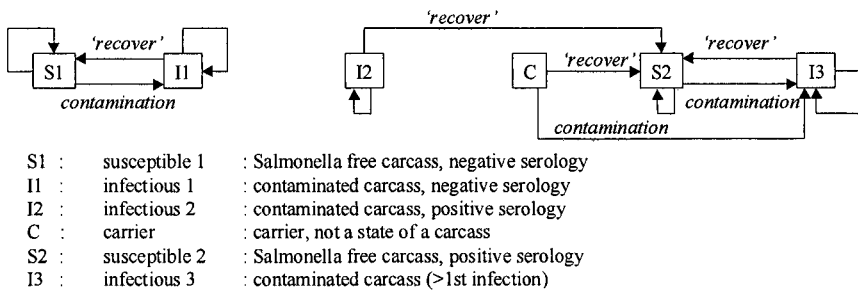 'recover'
'recover'
'recover'
'recover'
S1
I1
I2
C
S2
I3
contamination
contamination
contamination
S1 : susceptible 1 : Salmonella free carcass, negative serology
I1 : infectious 1 : contaminated carcass, negative serology
I2 : infectious 2 : contaminated carcass, positive serology
C : carrier : carrier, not a state of a carcass
S2 : susceptible 2 : Salmonella free carcass, positive serology
I3 : infectious 3 : contaminated carcass (>1st infection)